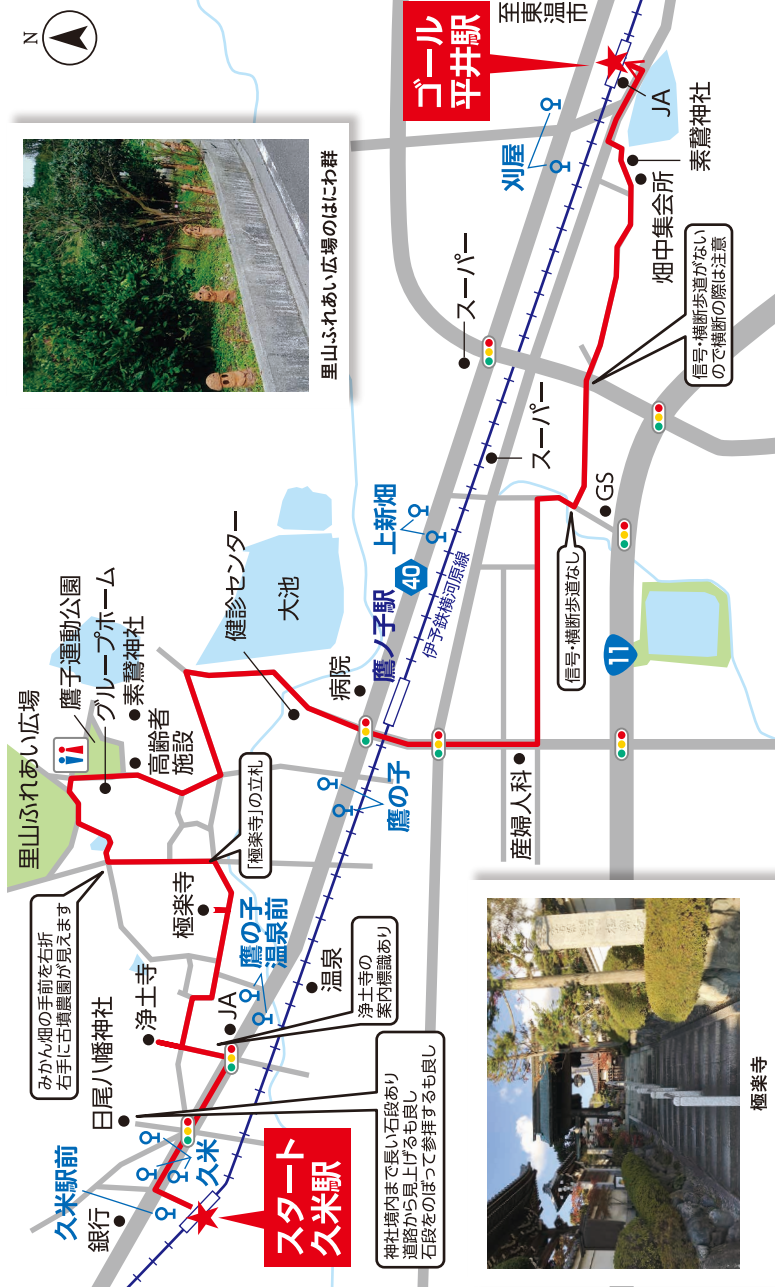 N
至東温市
ゴール
平井駅
JA
素鵞神社
畑中集会所
刈屋
信号・横断歩道がない
ので横断の際は注意
スーパー
スーパー
GS
里山ふれあい広場のはにわ群
上新畑
40
伊予鉄横河原線
鷹ノ子駅
信号・横断歩道なし
11
大池
健診センター
病院
里山ふれあい広場
鷹子運動公園
グループホーム
素鵞神社
高齢者
施設
「極楽寺」の立札
鷹の子
産婦人科
みかん畑の手前を右折
右手に古墳農園が見えます
極楽寺
鷹の子
温泉前
温泉
浄土寺
JA
浄土寺の
案内標識あり
日尾八幡神社
神社境内まで長い石段あり
道路から見上げるも良し
石段をのぼって参拝するも良し
久米駅前
久米
銀行
スタート
久米駅
極楽寺